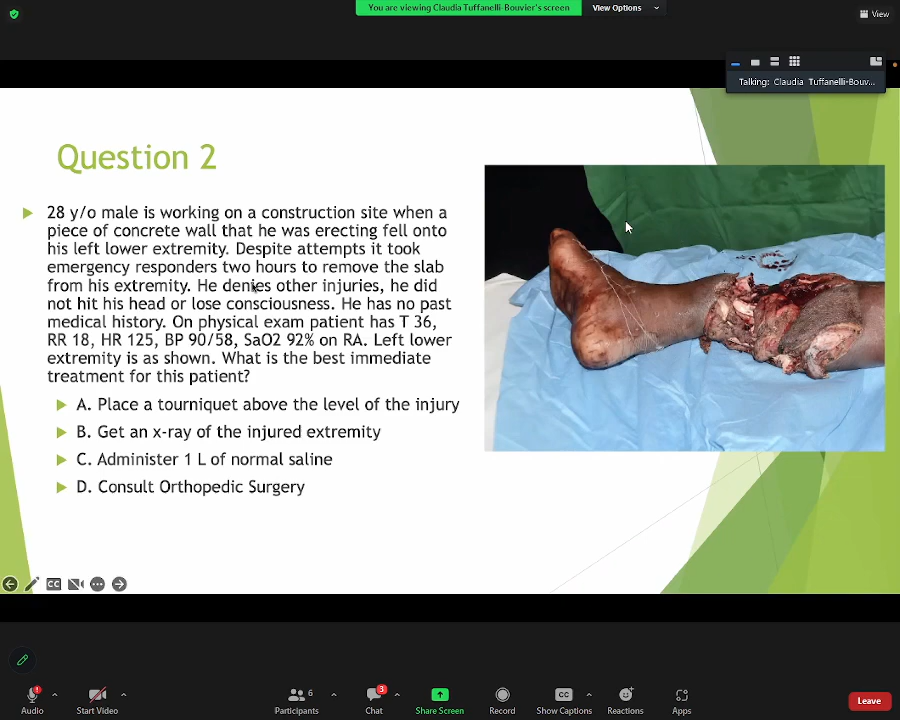 You are viewing Claudia Tuffanelli-Bouvier's screen
View Options
View
Talking: Claudia Tuffanelli-Bouv...
Question 2
28 y/o male is working on a construction site when a
piece of concrete wall that he was erecting fell onto
his left lower extremity. Despite attempts it took
emergency responders two hours to remove the slab
from his extremity. He denies other injuries, he did
not hit his head or lose consciousness. He has no past
medical history. On physical exam patient has T 36,
RR 18, HR 125, BP 90/58, SaO2 92% on RA. Left lower
extremity is as shown. What is the best immediate
treatment for this patient?
A. Place a tourniquet above the level of the injury
B. Get an x-ray of the injured extremity
C. Administer 1 L of normal saline
D. Consult Orthopedic Surgery
CC
6
3
CC
Audio
Start Video
Participants
Chat
Share Screen
Record
Show Captions
Reactions
Apps
Leave